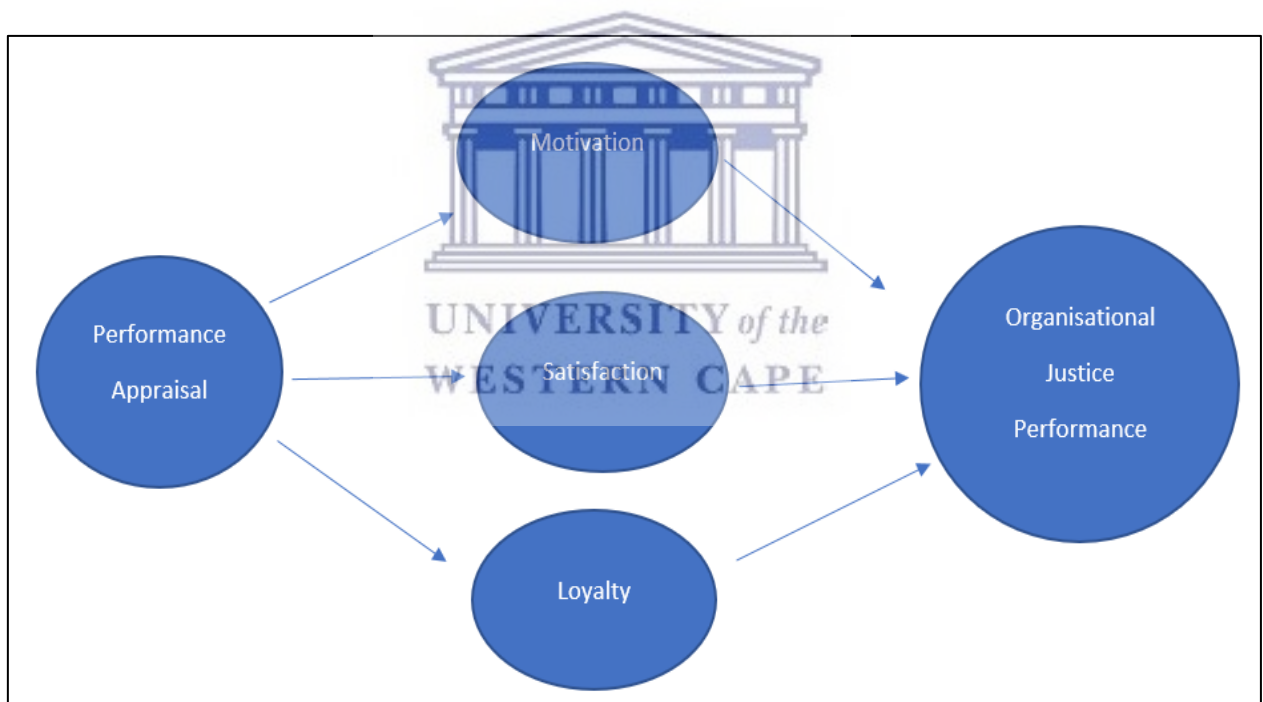 Motivation
Performance
Appraisal
UNIVERSITY of the
WESTERN CAPE
Satisfaction
Organisational
Justice
Performance
Loyalty